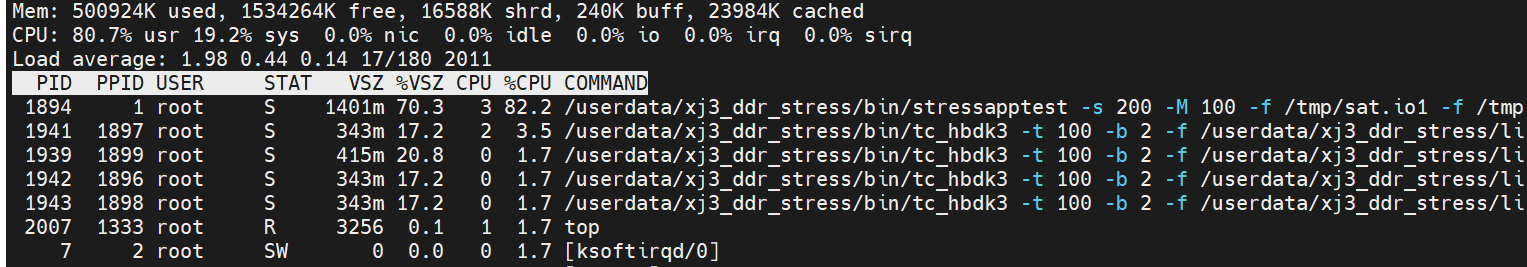 Mem: 500924K used, 1534264K free, 16588K shrd, 240K buff, 23984K cached
CPU: 80.7% usr 19.2% sys  0.0% nic  0.0% idle  0.0% io  0.0% irq  0.0% sirq
Load average: 1.98 0.44 0.14 17/180 2011
  PID  PPID USER     STAT   VSZ %VSZ CPU %CPU COMMAND
 1894     1 root     S    1401m 70.3   3 82.2 /userdata/xj3_ddr_stress/bin/stressapptest -s 200 -M 100 -f /tmp/sat.io1 -f /tmp
 1941  1897 root     S     343m 17.2   2  3.5 /userdata/xj3_ddr_stress/bin/tc_hbdk3 -t 100 -b 2 -f /userdata/xj3_ddr_stress/li
 1939  1899 root     S     415m 20.8   0  1.7 /userdata/xj3_ddr_stress/bin/tc_hbdk3 -t 100 -b 2 -f /userdata/xj3_ddr_stress/li
 1942  1896 root     S     343m 17.2   0  1.7 /userdata/xj3_ddr_stress/bin/tc_hbdk3 -t 100 -b 2 -f /userdata/xj3_ddr_stress/li
 1943  1898 root     S     343m 17.2   0  1.7 /userdata/xj3_ddr_stress/bin/tc_hbdk3 -t 100 -b 2 -f /userdata/xj3_ddr_stress/li
 2007  1333 root     R     3256  0.1   1  1.7 top
    7     2 root     SW       0  0.0   0  1.7 [ksoftirqd/0]